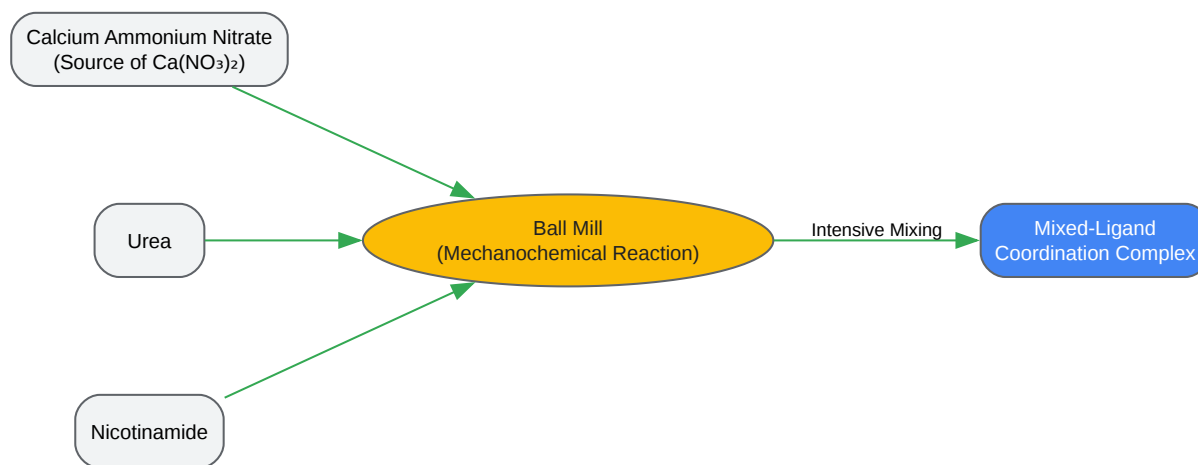 Calcium Ammonium Nitrate
(Source of Ca(NO₃)₂)
Urea
Nicotinamide
Ball Mill
(Mechanochemical Reaction)
Intensive Mixing
Mixed-Ligand
Coordination Complex